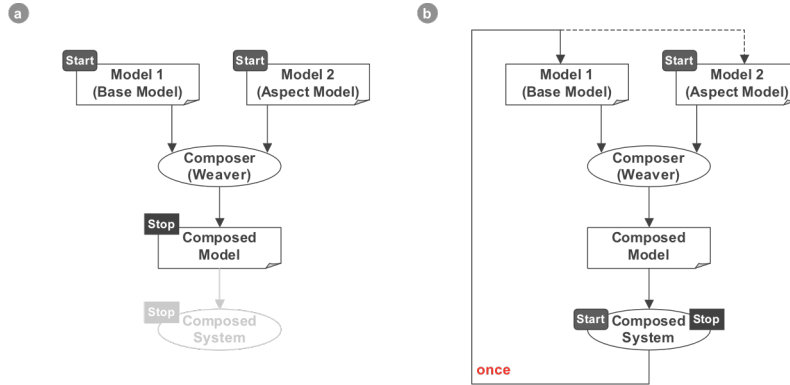 a
Start
Model 1
(Base Model)
Start
Model 2
(Aspect Model)
Composer
(Weaver)
Stop
Composed
Model
Stop
Composed
System
b
Model 1
(Base Model)
Start
Model 2
(Aspect Model)
Composer
(Weaver)
Composed
Model
Start
Composed
System
Stop
once